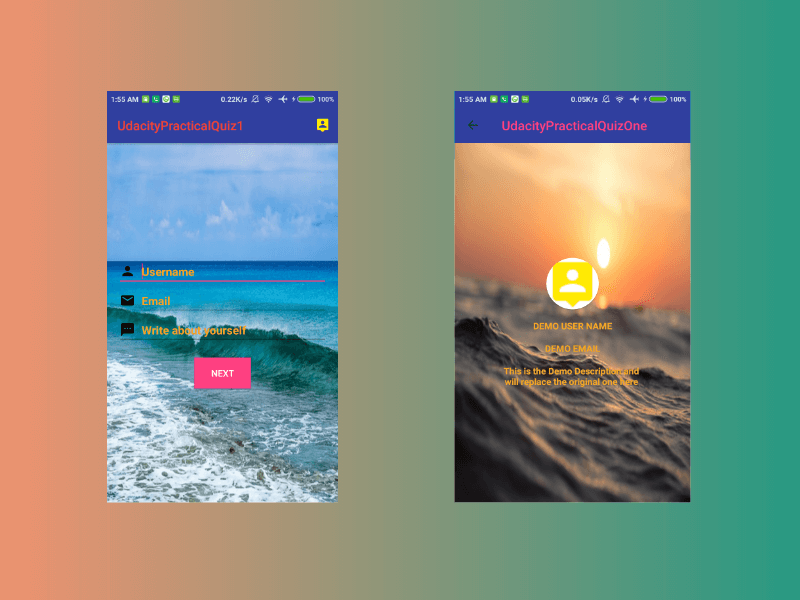 1:55 AM 0.22K/s 100%
UdacityPracticalQuiz1
Username
Email
Write about yourself
NEXT
1:55 AM 0.05K/s 100%
UdacityPracticalQuizOne
DEMO USER NAME
DEMO EMAIL
This is the Demo Description and
will replace the original one here